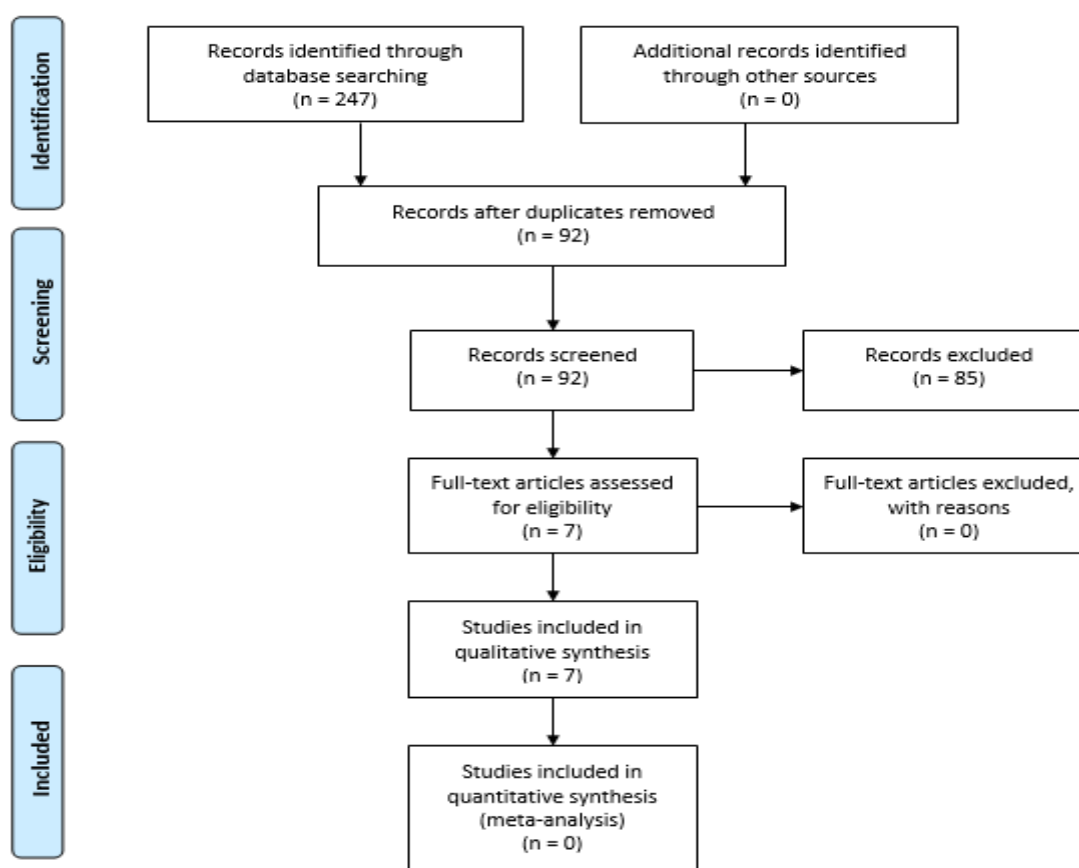 Identification
Records identified through
database searching
(n = 247)
Additional records identified
through other sources
(n = 0)
Records after duplicates removed
(n = 92)
Screening
Records screened
(n = 92)
Records excluded
(n = 85)
Eligibility
Full-text articles assessed
for eligibility
(n = 7)
Full-text articles excluded,
with reasons
(n = 0)
Studies included in
qualitative synthesis
(n = 7)
Included
Studies included in
quantitative synthesis
(meta-analysis)
(n = 0)